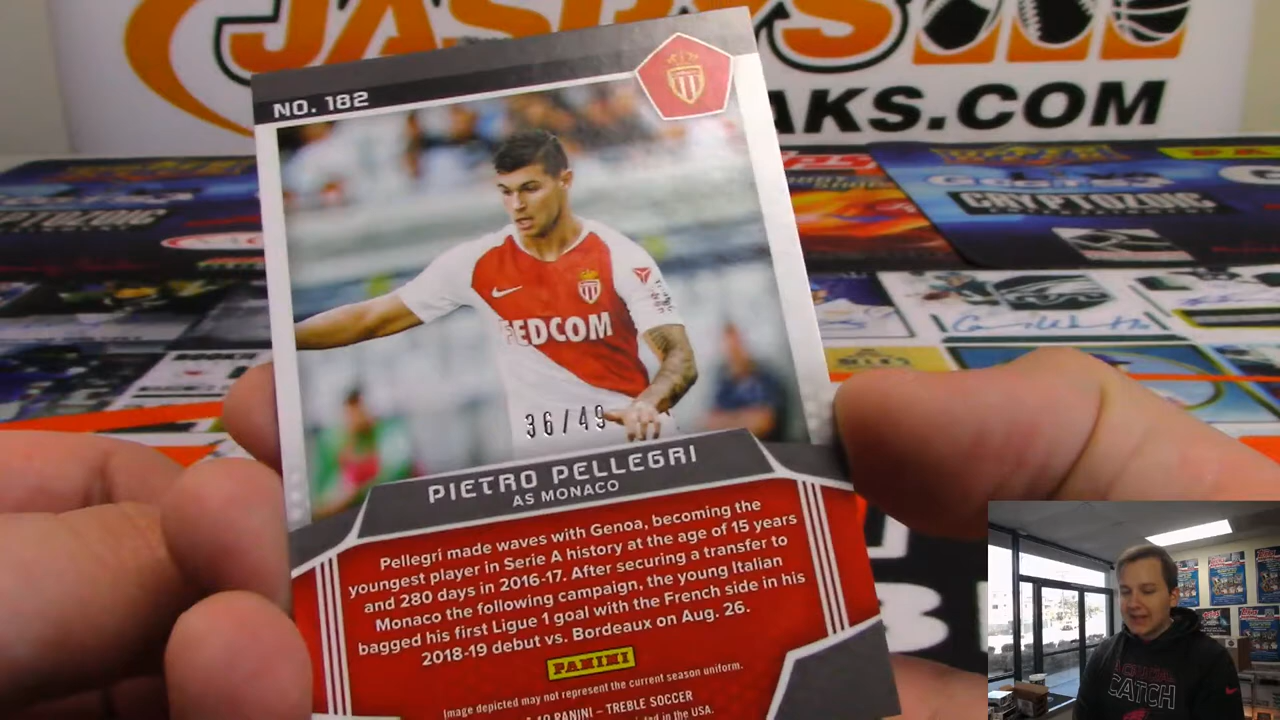 JASPYS
AKS.COM
NO. 182
CRYPTOZOIC
CRYPTOZOIC
FEDCOM
36/49
PIETRO PELLEGRI
AS MONACO
Pellegri made waves with Genoa, becoming the
youngest player in Serie A history at the age of 15 years
and 280 days in 2016-17. After securing a transfer to
Monaco the following campaign, the young Italian
bagged his first Ligue 1 goal with the French side in his
2018-19 debut vs. Bordeaux on Aug. 26.
PANINI
Image depicted may not represent the current season uniform.
PANINI – TREBLE SOCCER
in the USA.
CATCH